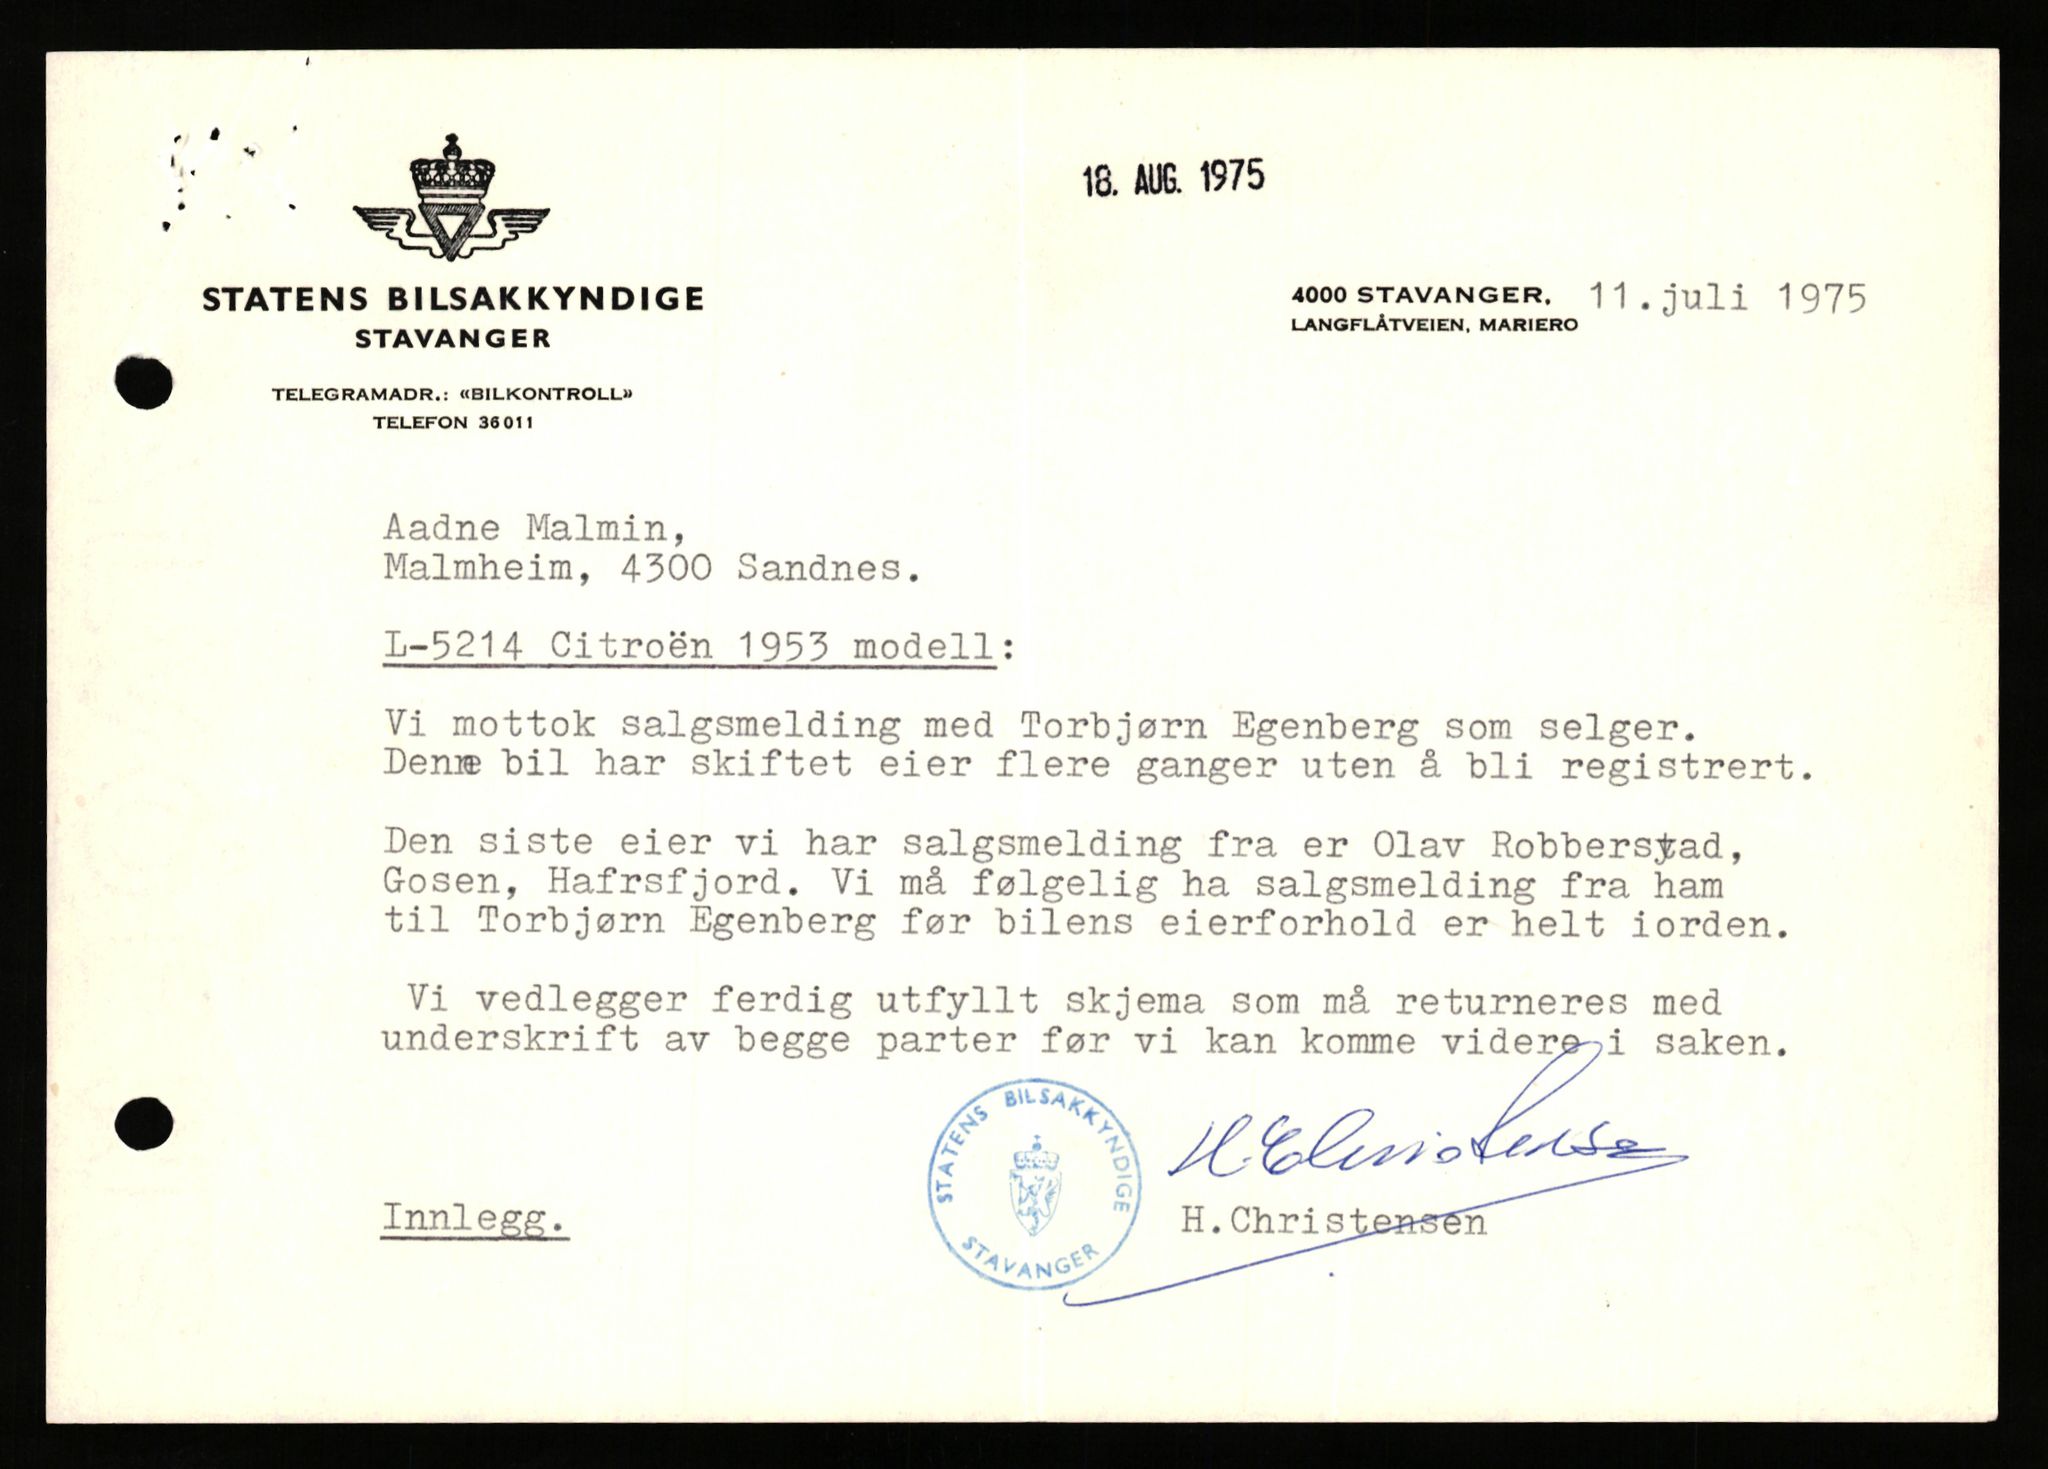 18. AUG. 1975
STATENS BILSAKKYNDIGE
STAVANGER
4000 STAVANGER, 11.juli 1975
LANGFLÅTVEIEN, MARIERO
TELEGRAMADR.: «BILKONTROLL»
TELEFON 36011
Aadne Malmin,
Malmheim, 4300 Sandnes.
L-5214 Citroën 1953 modell:
Vi mottok salgsmelding med Torbjørn Egenberg som selger.
Denne bil har skiftet eier flere ganger uten å bli registrert.
Den siste eier vi har salgsmelding fra er Olav Robberstad,
Gosen, Hafrsfjord. Vi må følgelig ha salgsmelding fra ham
til Torbjørn Egenberg før bilens eierforhold er helt iorden.
Vi vedlegger ferdig utfyllt skjema som må returneres med
underskrift av begge parter før vi kan komme videre i saken.
STATENS BILSAKKYNDIGE
STAVANGER
H. Christensen
Innlegg.
H.Christensen